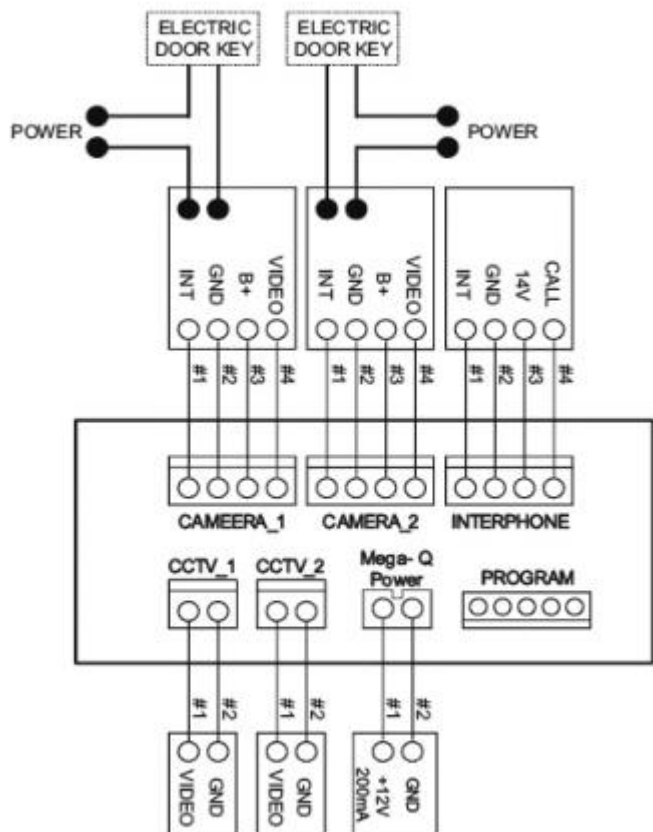 ELECTRIC
DOOR KEY
ELECTRIC
DOOR KEY
POWER
POWER
INT
GND
B+
VIDEO
INT
GND
B+
VIDEO
INT
GND
14V
CALL
#1
#2
#3
#4
#1
#2
#3
#4
#1
#2
#3
#4
CAMEERA_1
CAMERA_2
INTERPHONE
CCTV_1
CCTV_2
Mega- Q
Power
PROGRAM
#1
#2
#1
#2
#1
#2
VIDEO
GND
VIDEO
GND
+12V
200mA
GND